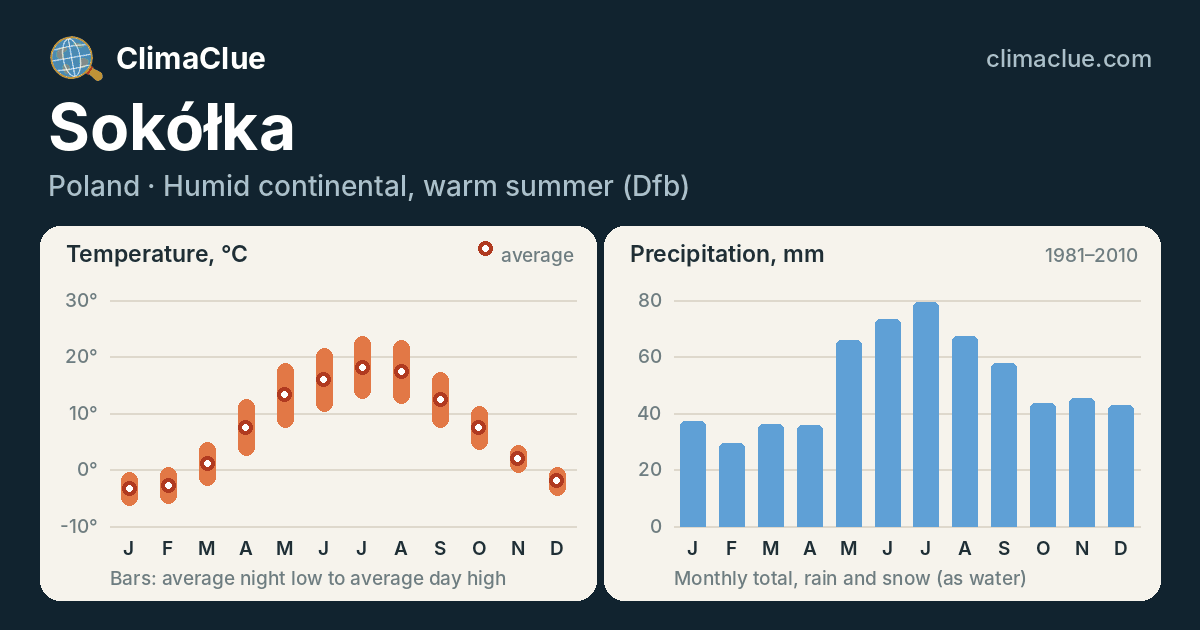 ClimaClue
climaclue.com
Sokółka
Poland · Humid continental, warm summer (Dfb)
Temperature, °C
average
30°
20°
10°
0°
-10°
J F M A M J J A S O N D
Bars: average night low to average day high
Precipitation, mm
1981–2010
80
60
40
20
0
J F M A M J J A S O N D
Monthly total, rain and snow (as water)